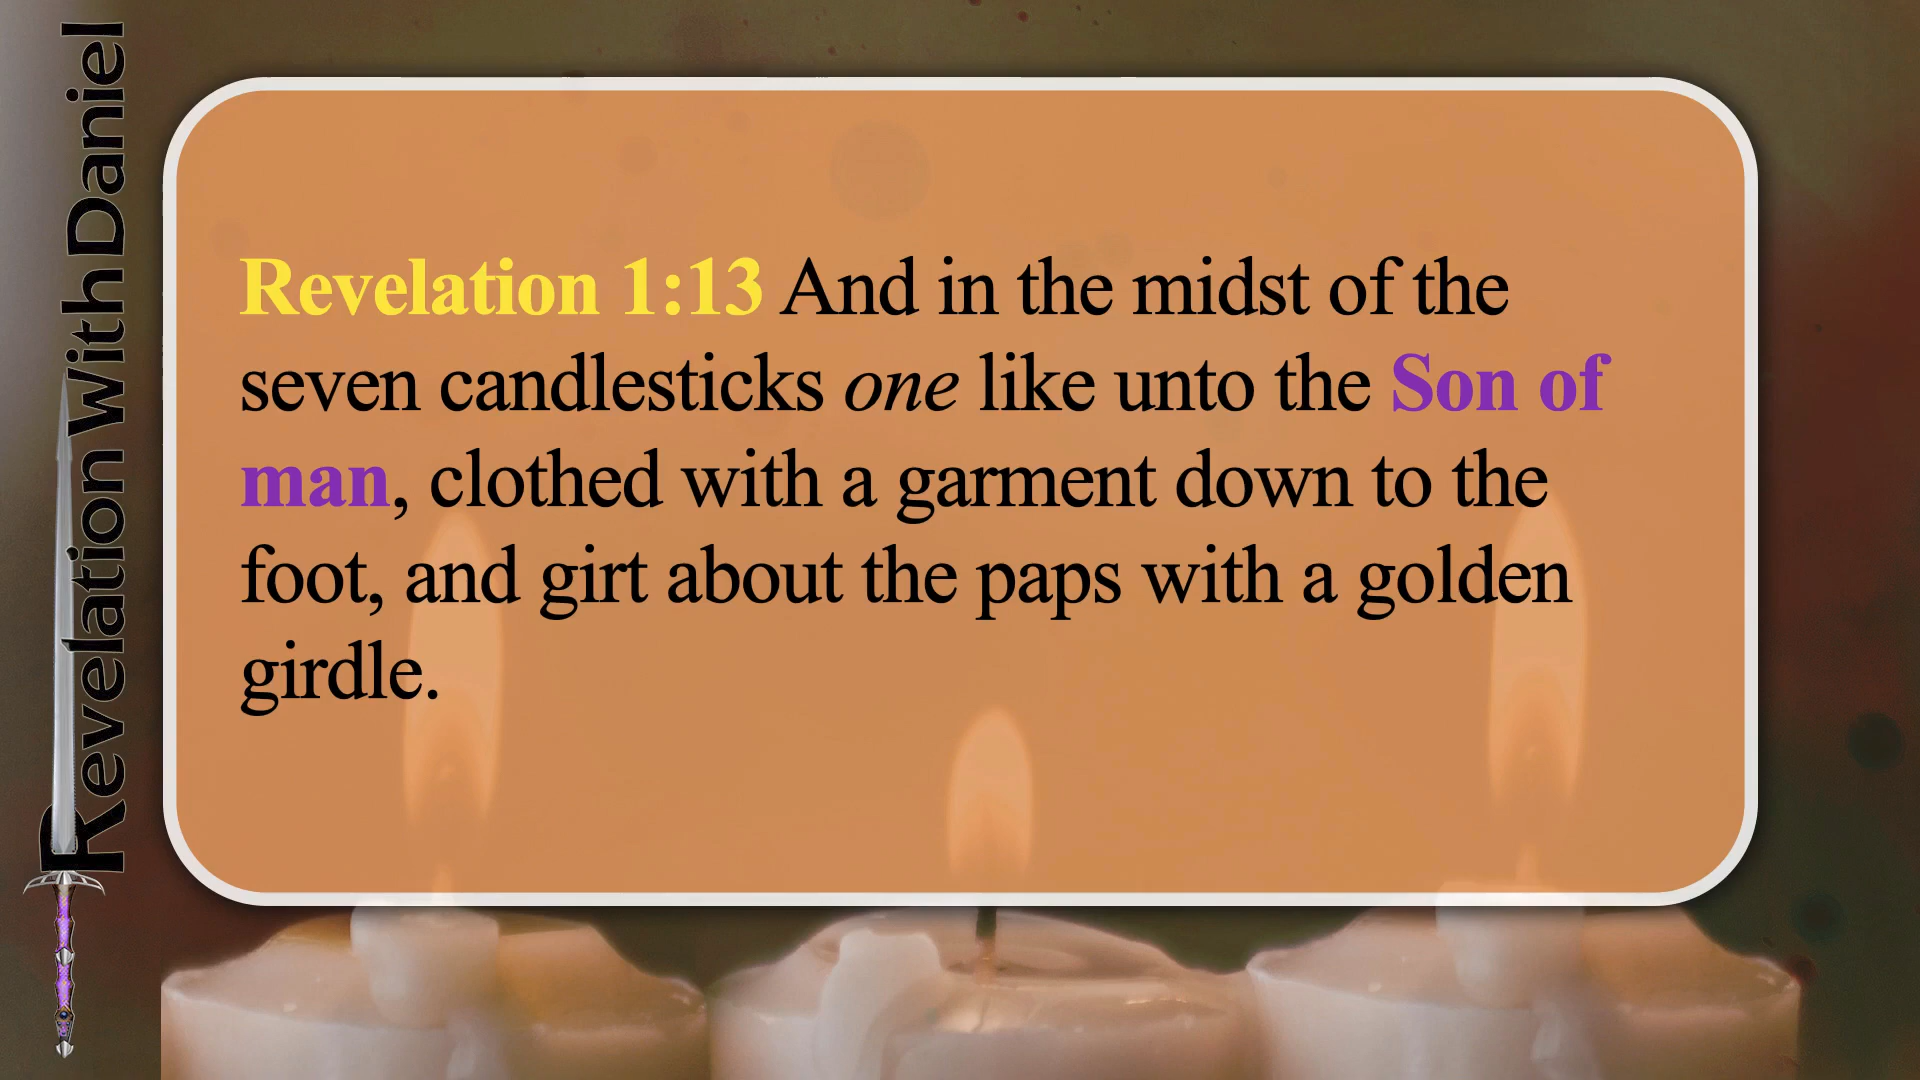 Revelation With Daniel
Revelation 1:13 And in the midst of the
seven candlesticks one like unto the Son of
man, clothed with a garment down to the
foot, and girt about the paps with a golden
girdle.